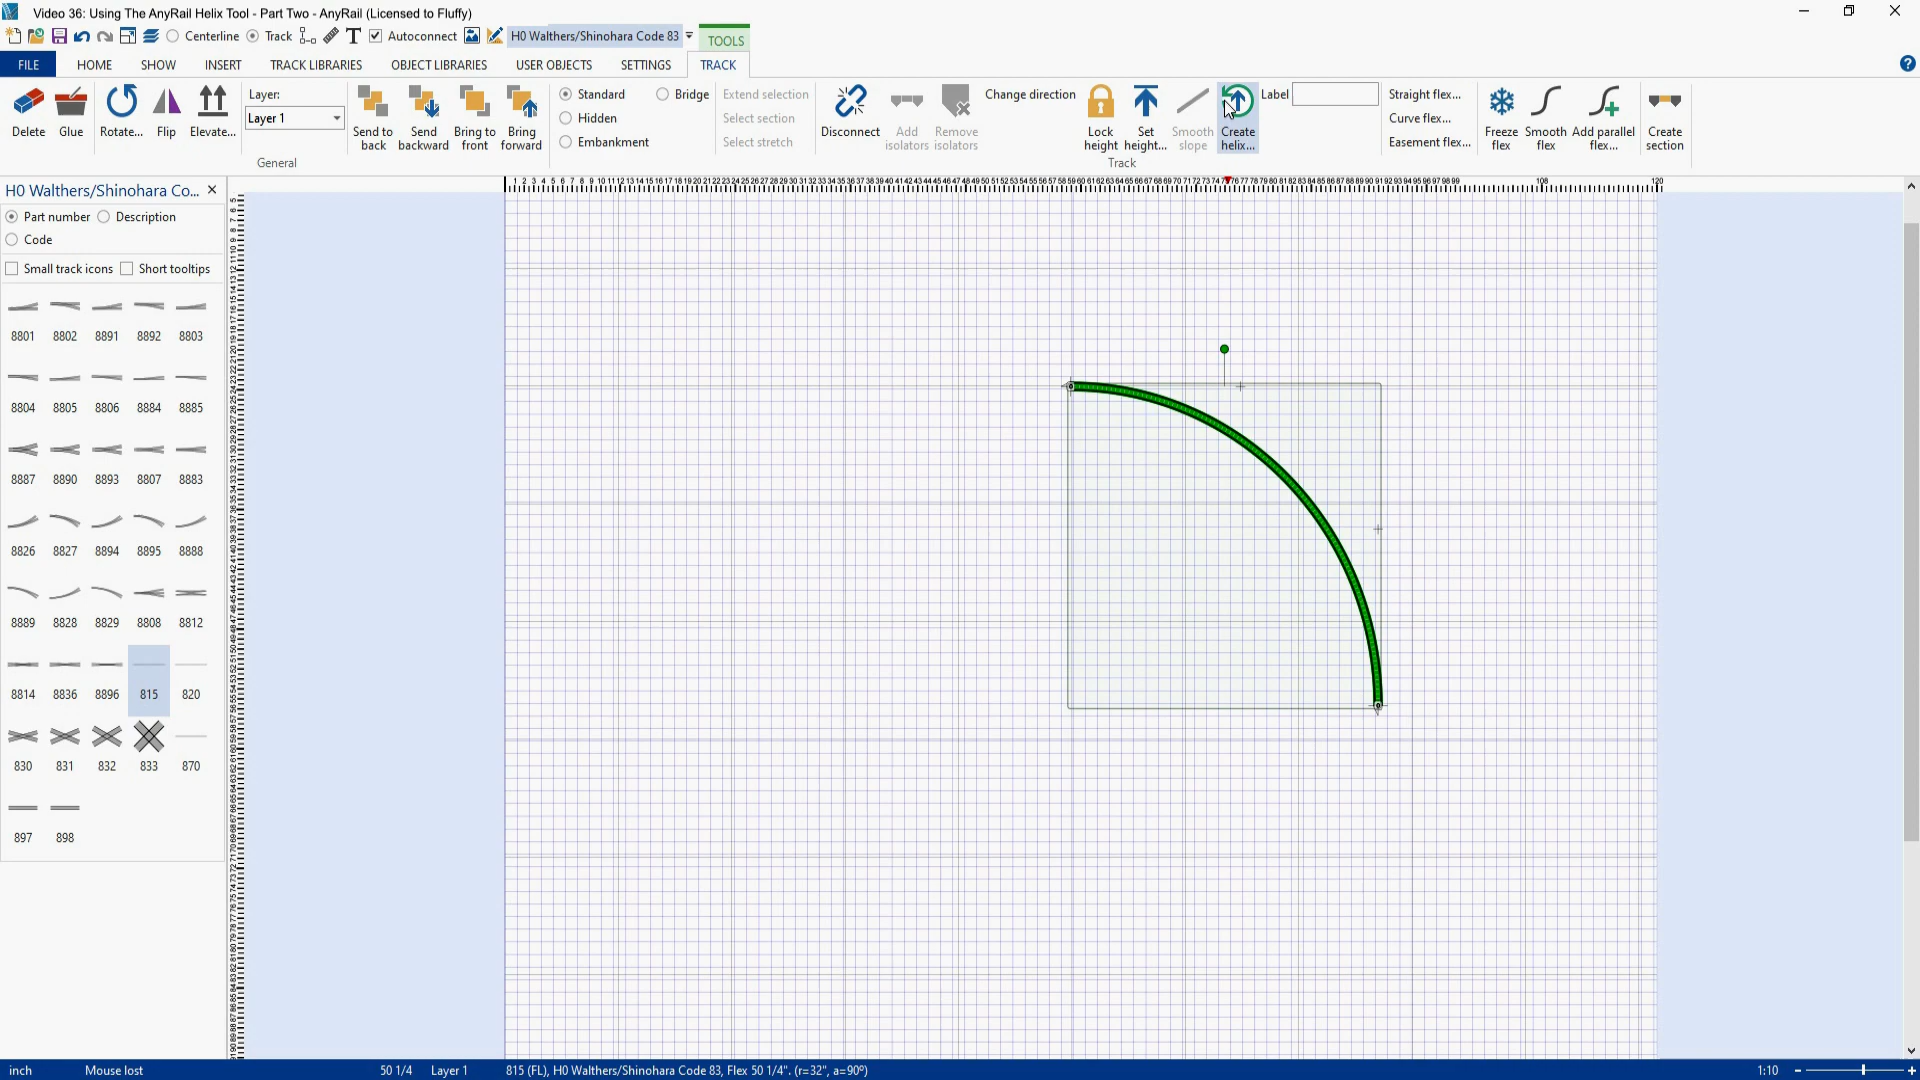 Video 36: Using The AnyRail Helix Tool - Part Two - AnyRail (Licensed to Fluffy)
Centerline Track Autoconnect H0 Walthers/Shinohara Code 83 TOOLS
FILE HOME SHOW INSERT TRACK LIBRARIES OBJECT LIBRARIES USER OBJECTS SETTINGS TRACK
Delete Glue Rotate... Flip Elevate...
Layer:
Layer 1
General
Send to back Send backward Bring to front Bring forward
Standard Bridge
Hidden
Embankment
Extend selection
Select section
Select stretch
Disconnect Add isolators Remove isolators
Change direction
Lock height Set height... Smooth slope Create helix...
Label
Track
Straight flex...
Curve flex...
Easement flex...
Freeze flex Smooth flex Add parallel flex... Create section
H0 Walthers/Shinohara Co...
Part number Description
Code
Small track icons Short tooltips
8801 8802 8891 8892 8803
8804 8805 8806 8884 8885
8887 8890 8893 8807 8883
8826 8827 8894 8895 8888
8889 8828 8829 8808 8812
8814 8836 8896 815 820
830 831 832 833 870
897 898
inch Mouse lost 50 1/4 Layer 1 815 (FL), H0 Walthers/Shinohara Code 83, Flex 50 1/4". (r=32", a=90º) 1:10